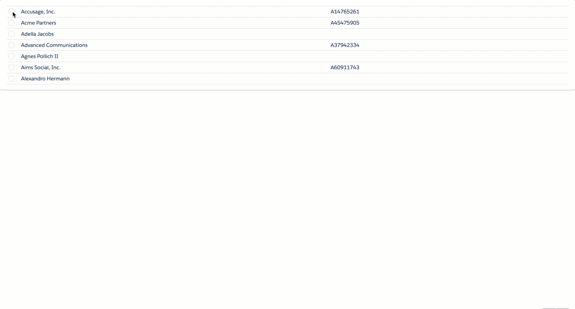 Accusage, Inc. A14765261
Acme Partners A45475905
Adella Jacobs
Advanced Communications A37942334
Agnes Pollich II
Aims Social, Inc. A60911743
Alexandro Hermann